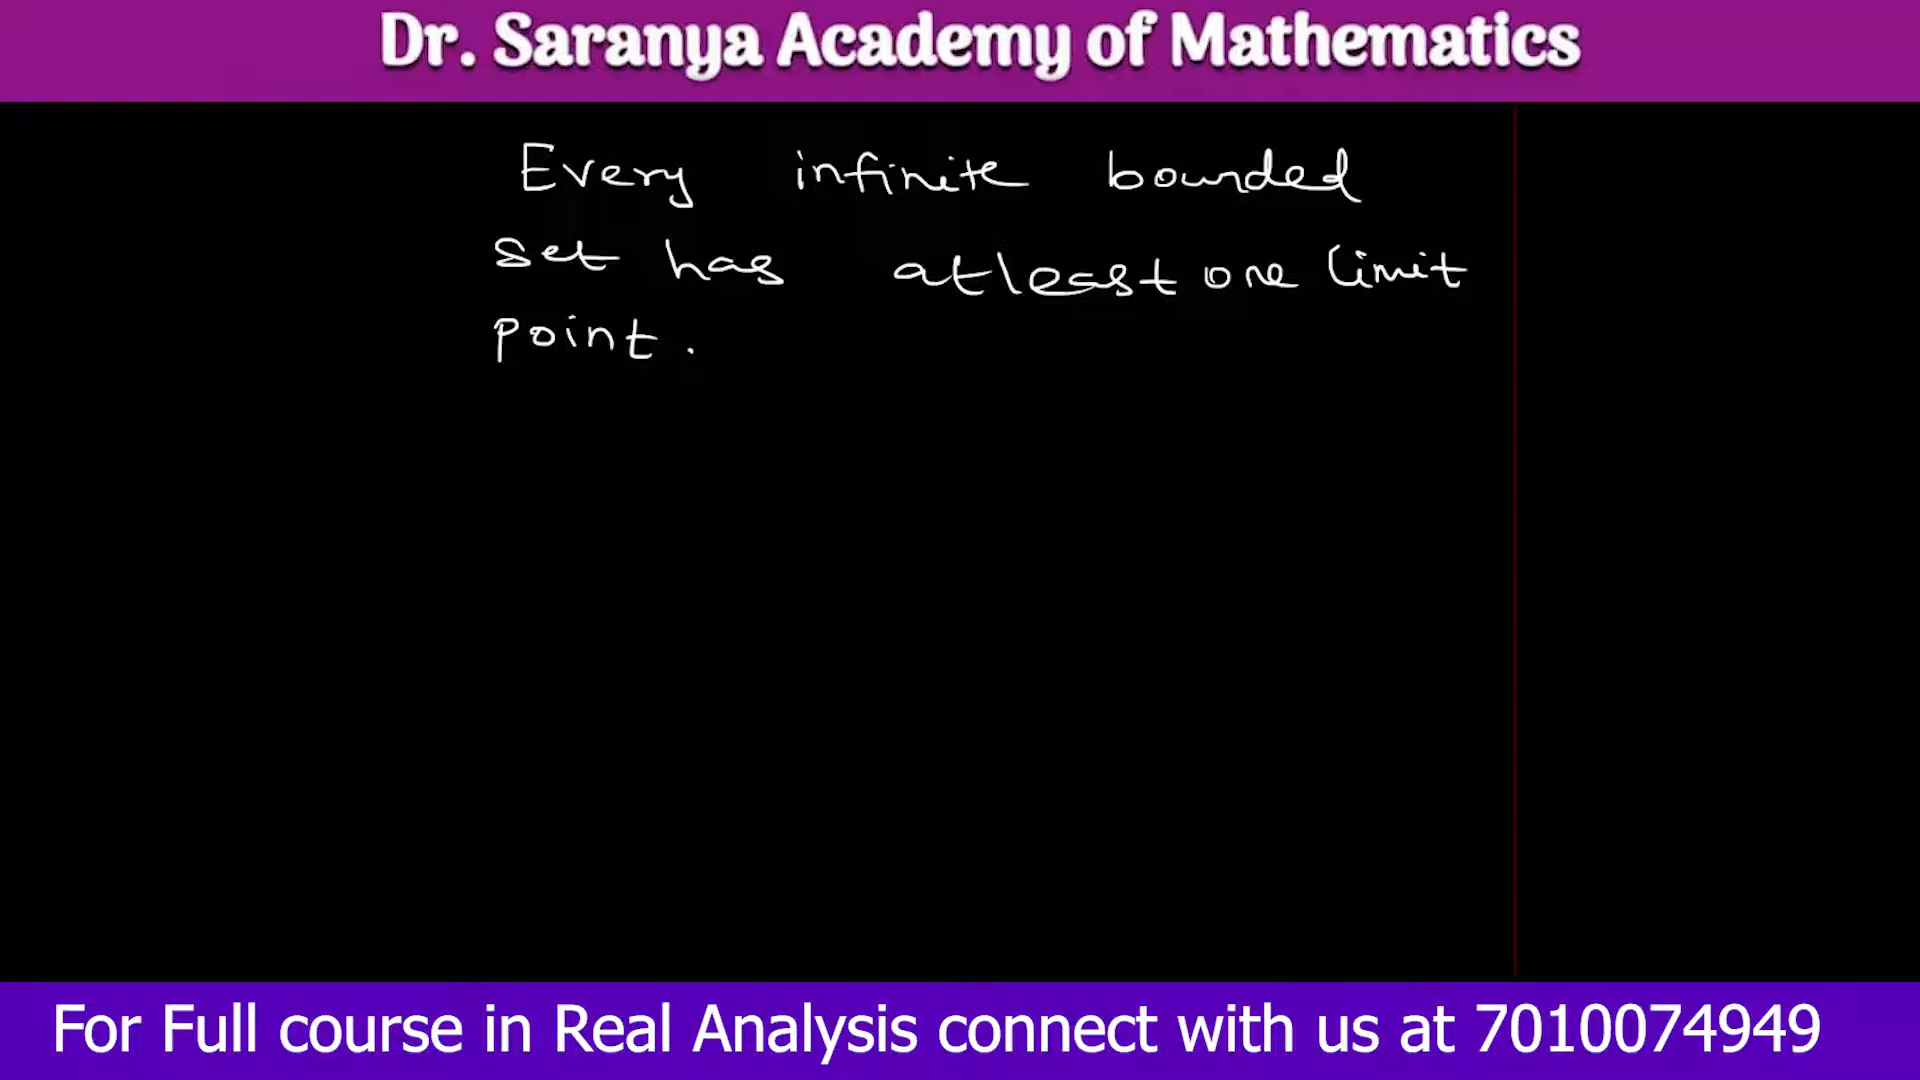 Dr. Saranya Academy of Mathematics
Every infinite bounded
set has atleast one limit
point.
For Full course in Real Analysis connect with us at 7010074949